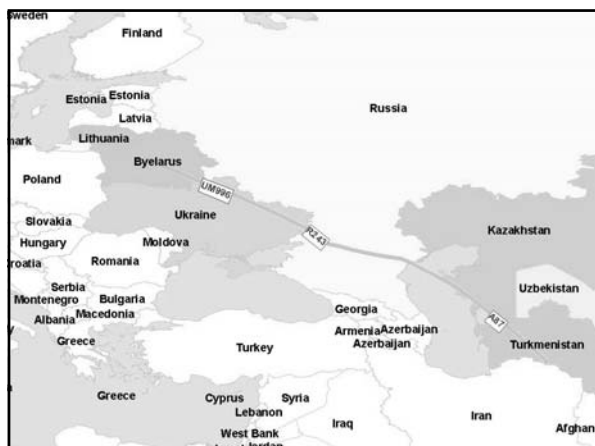 Sweden
Finland
Estonia
Estonia
Russia
Latvia
mark
Lithuania
Byelarus
Poland
UM996
Ukraine
Slovakia
Kazakhstan
R243
Hungary
Moldova
Romania
Croatia
Serbia
Uzbekistan
Montenegro
Bulgaria
Georgia
Macedonia
Albania
Armenia
Azerbaijan
A87
Azerbaijan
Greece
Turkey
Turkmenistan
Greece
Cyprus
Syria
Lebanon
Iran
Iraq
West Bank
Afghan